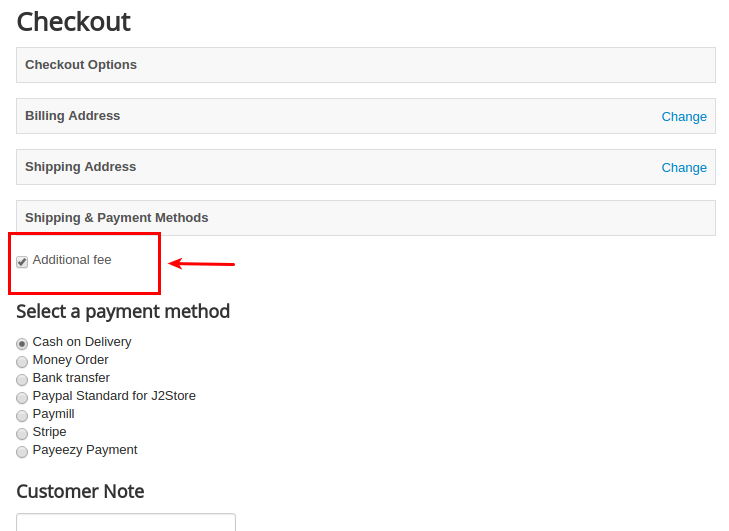 Checkout
Checkout Options
Billing Address Change
Shipping Address Change
Shipping & Payment Methods
Additional fee
Select a payment method
Cash on Delivery
Money Order
Bank transfer
Paypal Standard for J2Store
Paymill
Stripe
Payeezy Payment
Customer Note